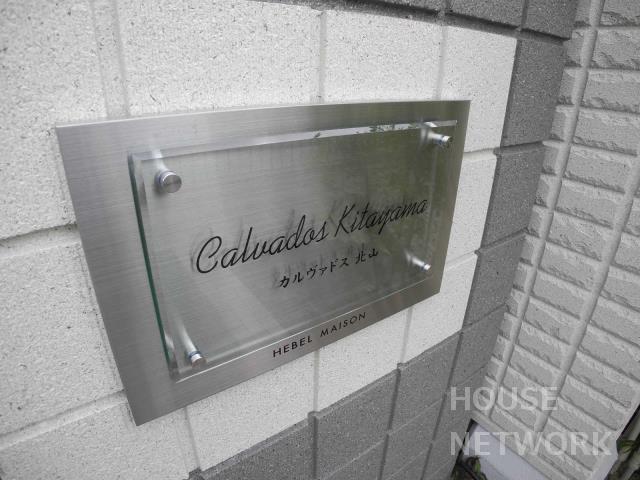 Calvados Kitayama
カルヴァドス 北山
HEBEL MAISON
HOUSE
NETWORK